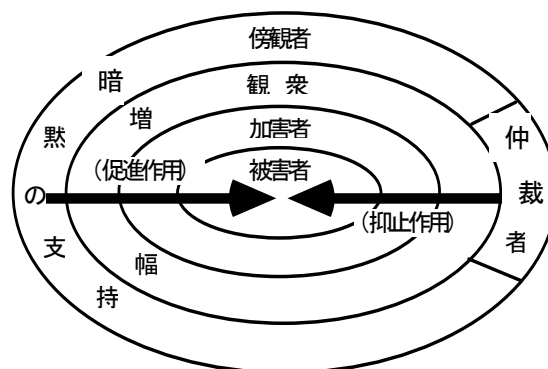 傍観者
観衆
加害者
被害者
暗黙の支持
増幅
(促進作用)
(抑止作用)
仲裁者